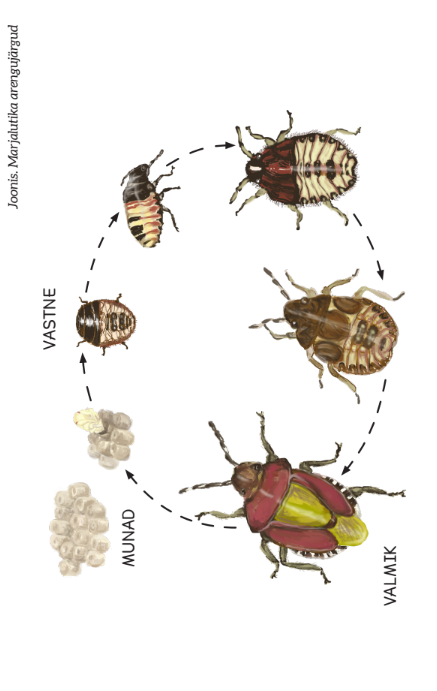 Joonis. Marjalutika arengujärgud
VASTNE
MUNAD
VALMIK